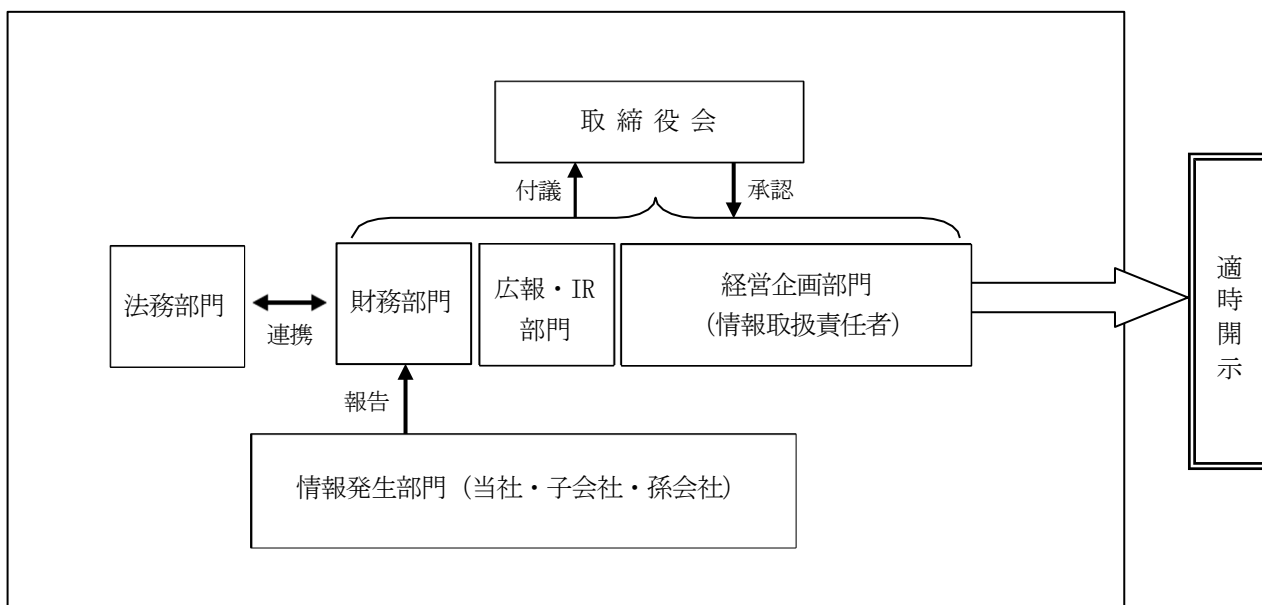 取締役会
付議
承認
法務部門
連携
財務部門
広報・IR
部門
経営企画部門
(情報取扱責任者)
適時開示
報告
情報発生部門(当社・子会社・孫会社)